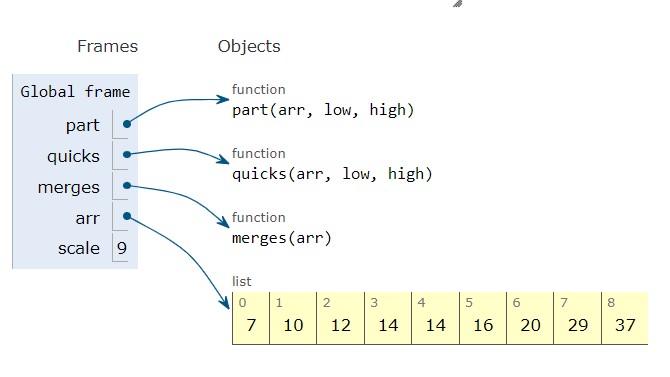 Frames Objects
Global frame
part
quicks
merges
arr
scale 9
function
part(arr, low, high)
function
quicks(arr, low, high)
function
merges(arr)
list
0 1 2 3 4 5 6 7 8
7 10 12 14 14 16 20 29 37